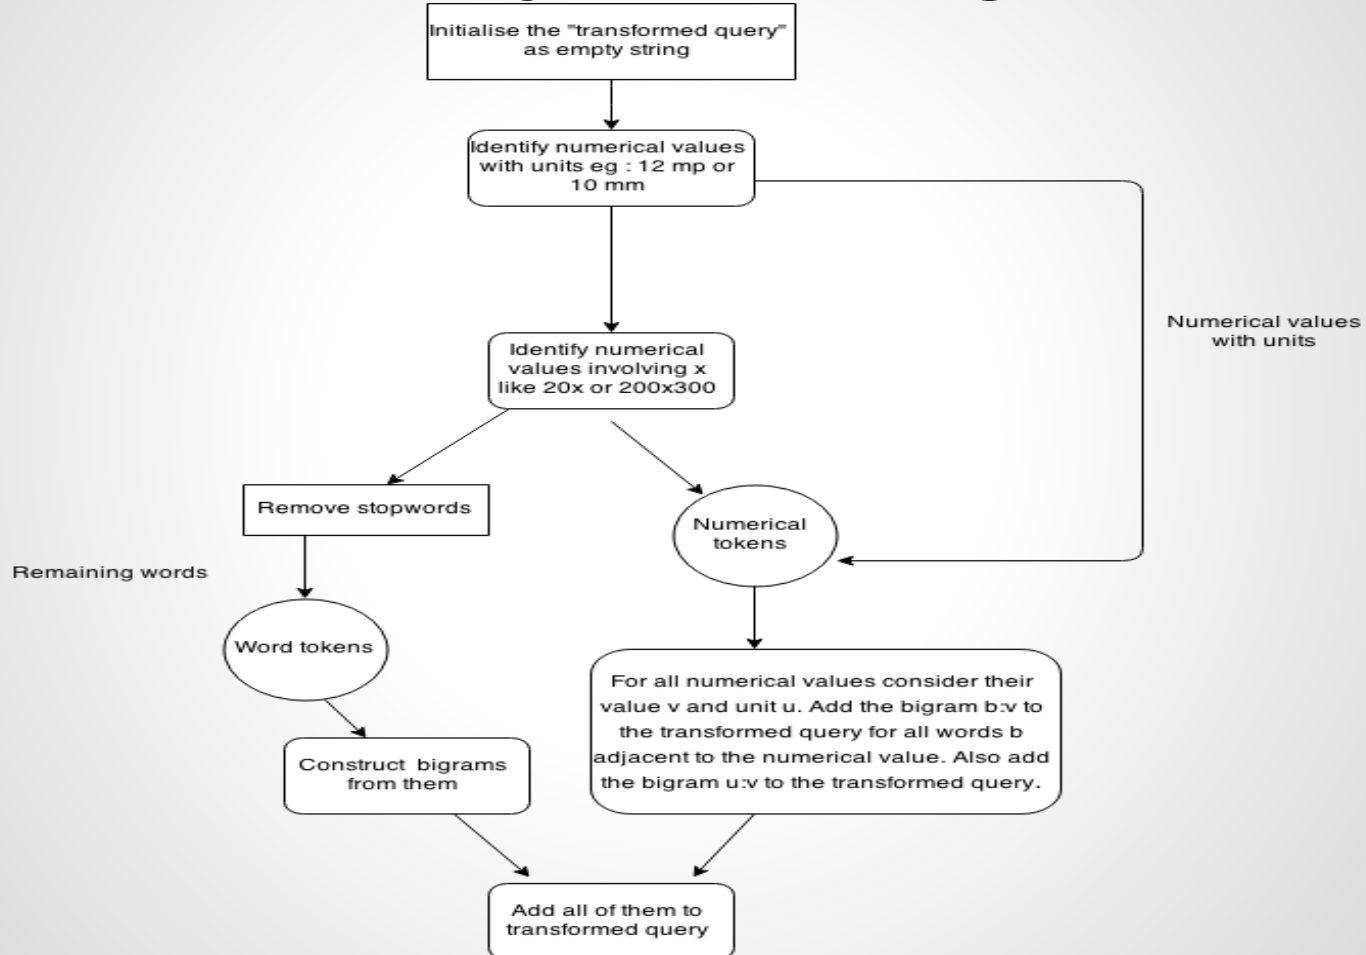 Initialise the "transformed query"
as empty string
Identify numerical values
with units eg : 12 mp or
10 mm
Numerical values
with units
Identify numerical
values involving x
like 20x or 200x300
Remove stopwords
Numerical
tokens
Remaining words
Word tokens
For all numerical values consider their
value v and unit u. Add the bigram b:v to
the transformed query for all words b
adjacent to the numerical value. Also add
the bigram u:v to the transformed query.
Construct bigrams
from them
Add all of them to
transformed query